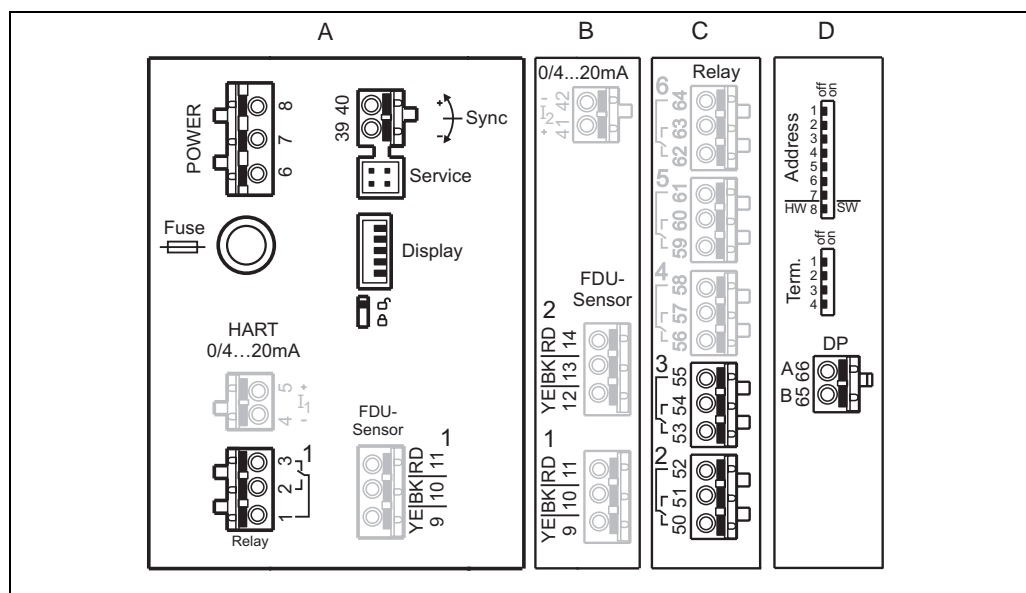 A
B
C
D
POWER
8
7
6
39 40
+
-
Sync
Service
Fuse
Display
HART
0/4...20mA
5
4
+
I1
-
3
2
1
1
Relay
FDU-
Sensor
1
YE|BK|RD
9 |10| 11
0/4...20mA
-
I2
+
41 42
FDU-
Sensor
2
YE|BK|RD
12 |13| 14
1
YE|BK|RD
9 |10| 11
Relay
6
62 63 64
5
59 60 61
4
56 57 58
3
53 54 55
2
50 51 52
off
on
Address
1
2
3
4
5
6
7
HW 8 SW
off
on
Term.
1
2
3
4
DP
A 66
B 65